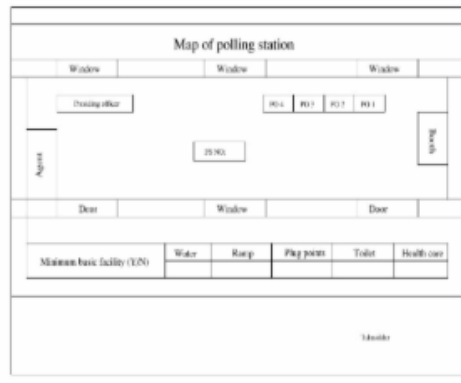 Map of polling station
Window Window Window
Presiding officer PO 4 PO 3 PO 2 PO 1
Booth
Agent
PS NO.
Door Window Door
Minimum basic facility (Y/N) Water Ramp Plug points Toilet Health care